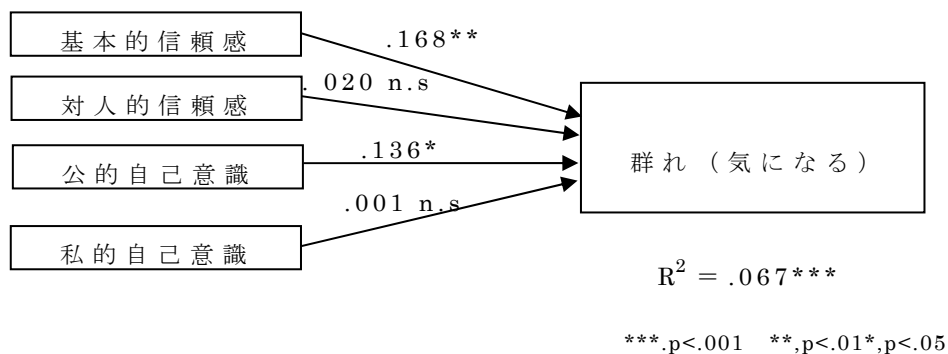 基本的信頼感
.168**
. 020 n.s
対人的信頼感
.136*
群れ（気になる）
公的自己意識
.001 n.s
私的自己意識
R² = .067***
***.p<.001 **,p<.01*,p<.05